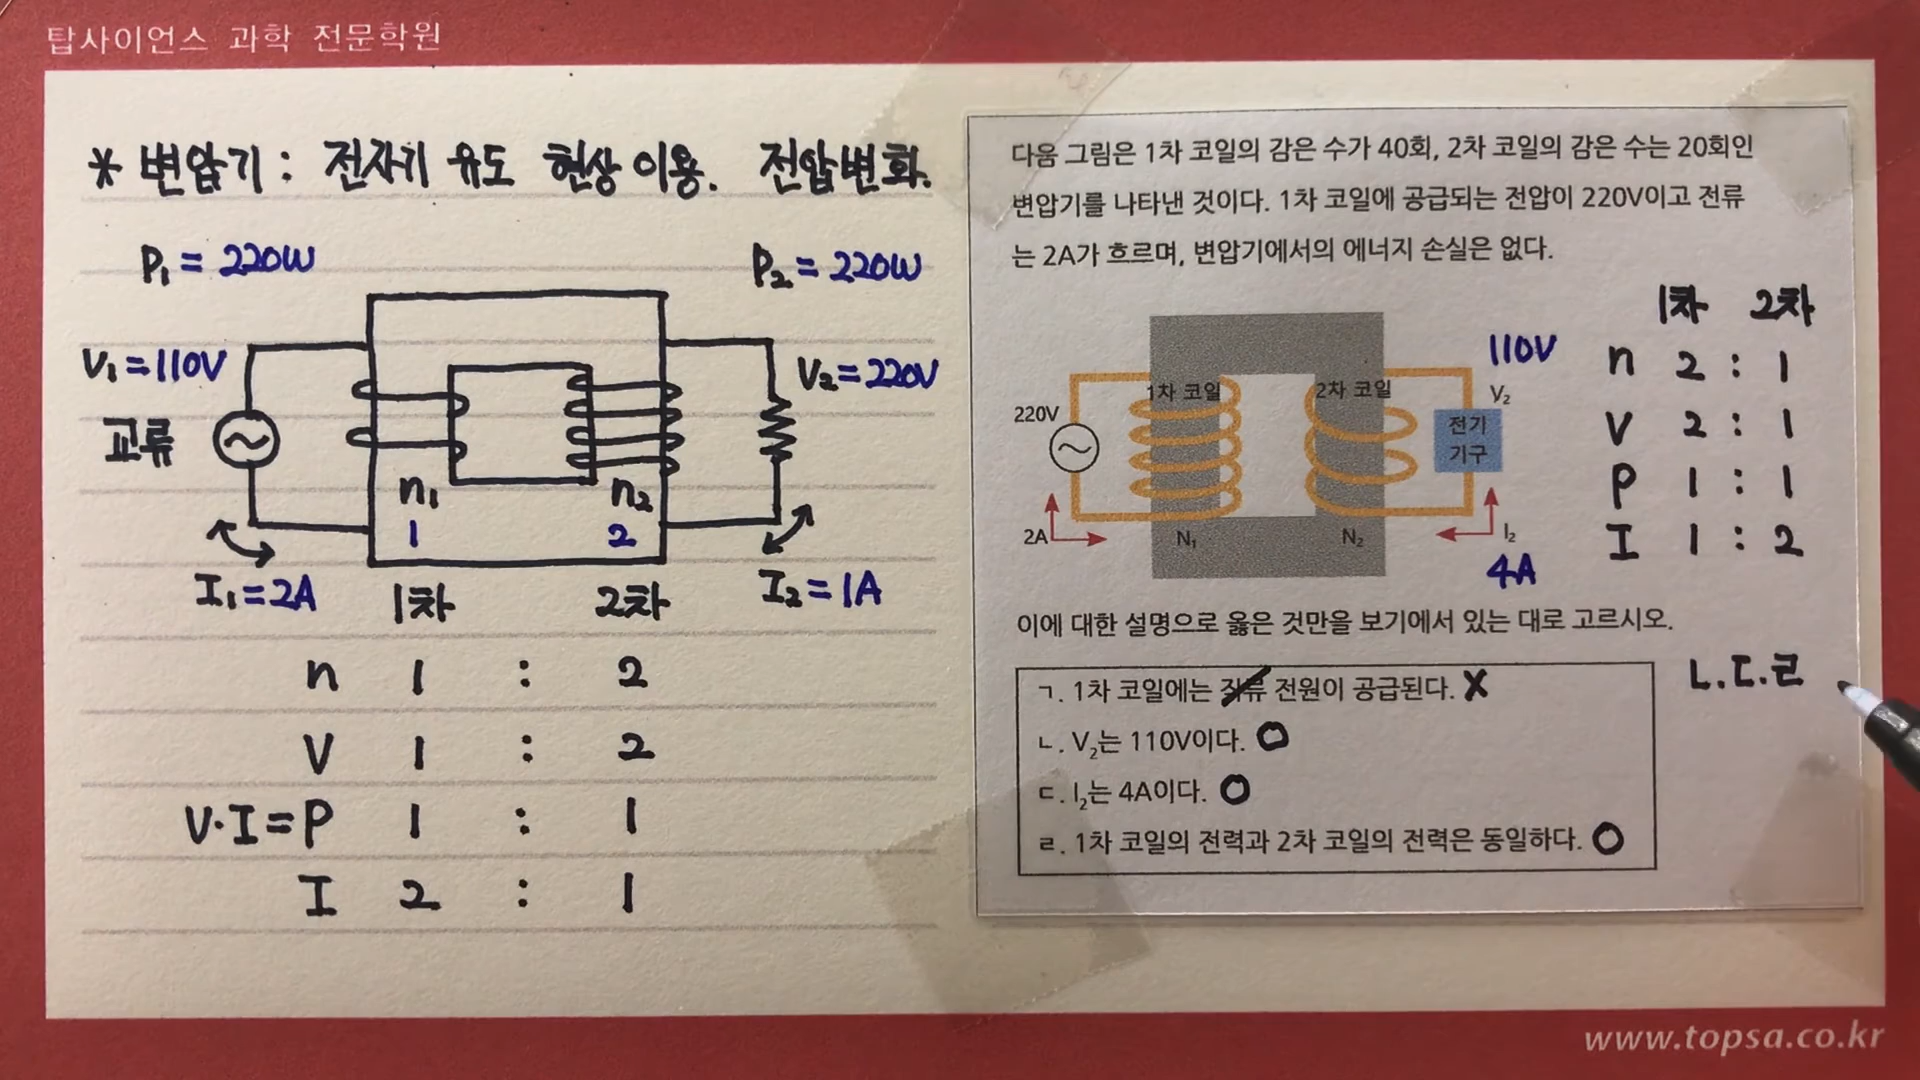 탑사이언스 과학 전문학원
* 변압기 : 전자기 유도 현상 이용. 전압변화.
P₁ = 220W
P₂ = 220W
V₁ = 110V
V₂ = 220V
교류
n₁
n₂
1
2
I₁ = 2A
I₂ = 1A
1차
2차
n 1 : 2
V 1 : 2
V·I = P 1 : 1
I 2 : 1
다음 그림은 1차 코일의 감은 수가 40회, 2차 코일의 감은 수는 20회인
변압기를 나타낸 것이다. 1차 코일에 공급되는 전압이 220V이고 전류
는 2A가 흐르며, 변압기에서의 에너지 손실은 없다.
1차 코일
2차 코일
220V
110V
V₂
전기
기구
2A
N₁
N₂
I₂
4A
1차 2차
n 2 : 1
V 2 : 1
P 1 : 1
I 1 : 2
이에 대한 설명으로 옳은 것만을 보기에서 있는 대로 고르시오.
ㄱ. 1차 코일에는 직류 전원이 공급된다. X
ㄴ. V₂는 110V이다. O
ㄷ. I₂는 4A이다. O
ㄹ. 1차 코일의 전력과 2차 코일의 전력은 동일하다. O
ㄴ.ㄷ.ㄹ
www.topsa.co.kr